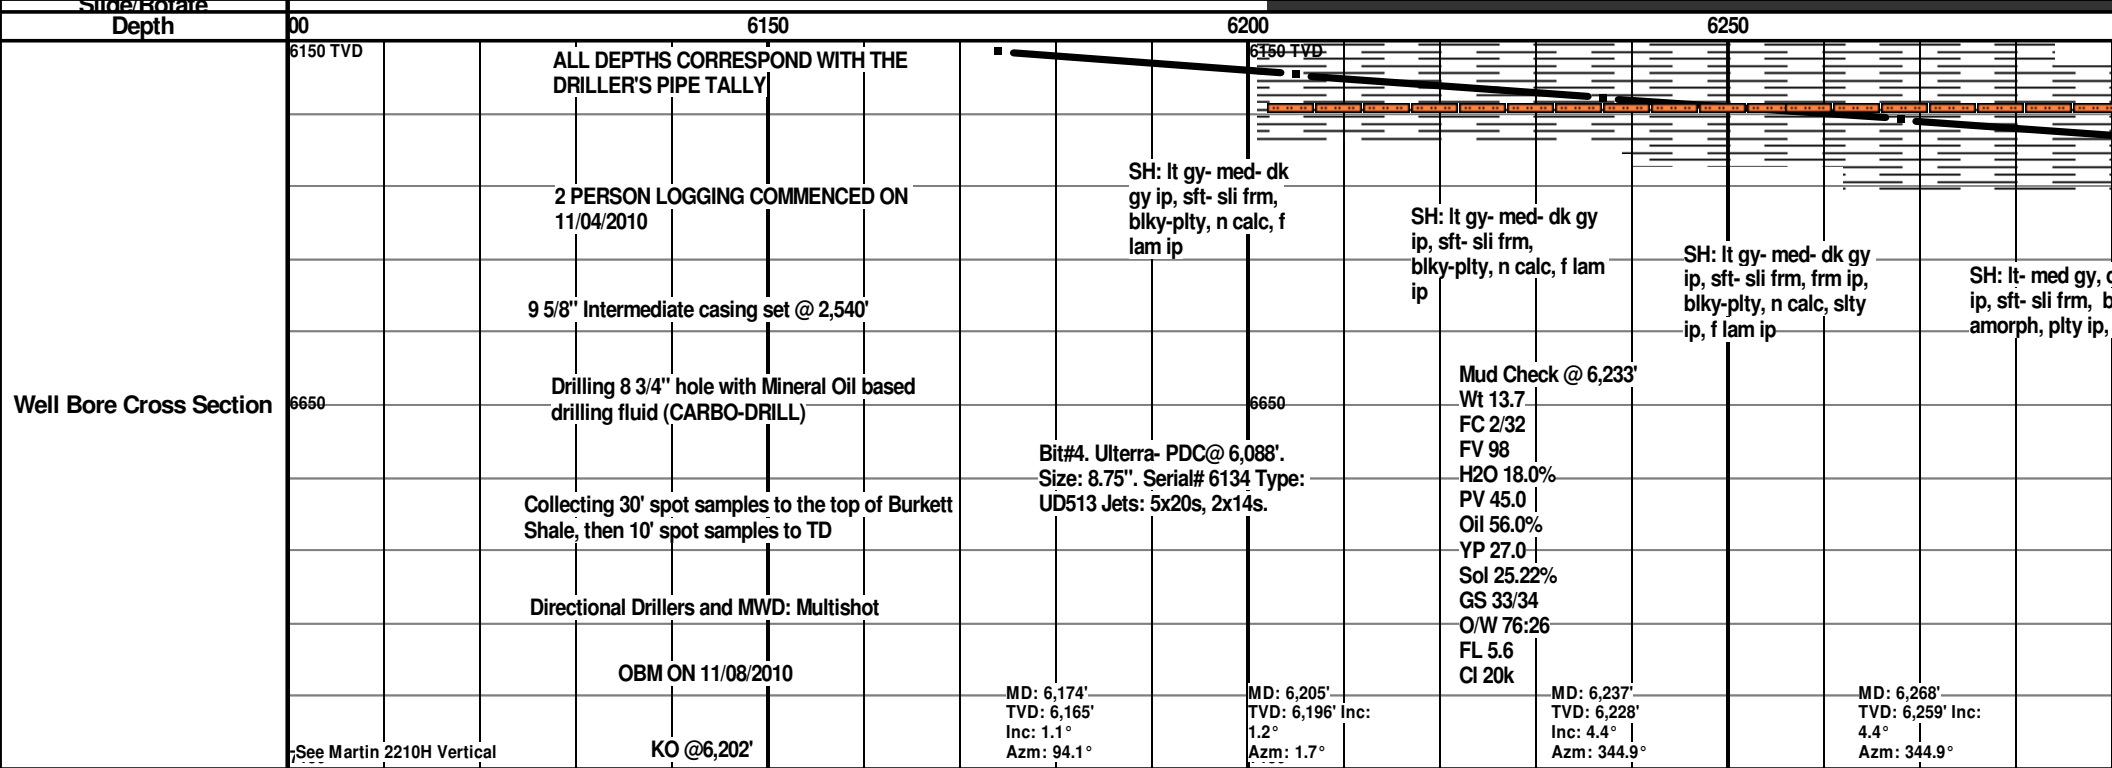 Slide/Rotate
Depth
00
6150
6200
6250
6150 TVD
6150 TVD
ALL DEPTHS CORRESPOND WITH THE
DRILLER'S PIPE TALLY
2 PERSON LOGGING COMMENCED ON
11/04/2010
9 5/8" Intermediate casing set @ 2,540'
Drilling 8 3/4" hole with Mineral Oil based
drilling fluid (CARBO-DRILL)
Collecting 30' spot samples to the top of Burkett
Shale, then 10' spot samples to TD
Directional Drillers and MWD: Multishot
OBM ON 11/08/2010
KO @6,202'
See Martin 2210H Vertical
Well Bore Cross Section
6650
6650
SH: lt gy- med- dk
gy ip, sft- sli frm,
blky-plty, n calc, f
lam ip
SH: lt gy- med- dk gy
ip, sft- sli frm,
blky-plty, n calc, f lam
ip
SH: lt gy- med- dk gy
ip, sft- sli frm, frm ip,
blky-plty, n calc, slty
ip, f lam ip
SH: lt- med gy,
ip, sft- sli frm, b
amorph, plty ip,
Bit#4. Ulterra- PDC@ 6,088'.
Size: 8.75". Serial# 6134 Type:
UD513 Jets: 5x20s, 2x14s.
Mud Check @ 6,233'
Wt 13.7
FC 2/32
FV 98
H2O 18.0%
PV 45.0
Oil 56.0%
YP 27.0
Sol 25.22%
GS 33/34
O/W 76:26
FL 5.6
Cl 20k
MD: 6,174'
TVD: 6,165'
Inc: 1.1°
Azm: 94.1°
MD: 6,205'
TVD: 6,196' Inc:
1.2°
Azm: 1.7°
MD: 6,237'
TVD: 6,228'
Inc: 4.4°
Azm: 344.9°
MD: 6,268'
TVD: 6,259' Inc:
4.4°
Azm: 344.9°